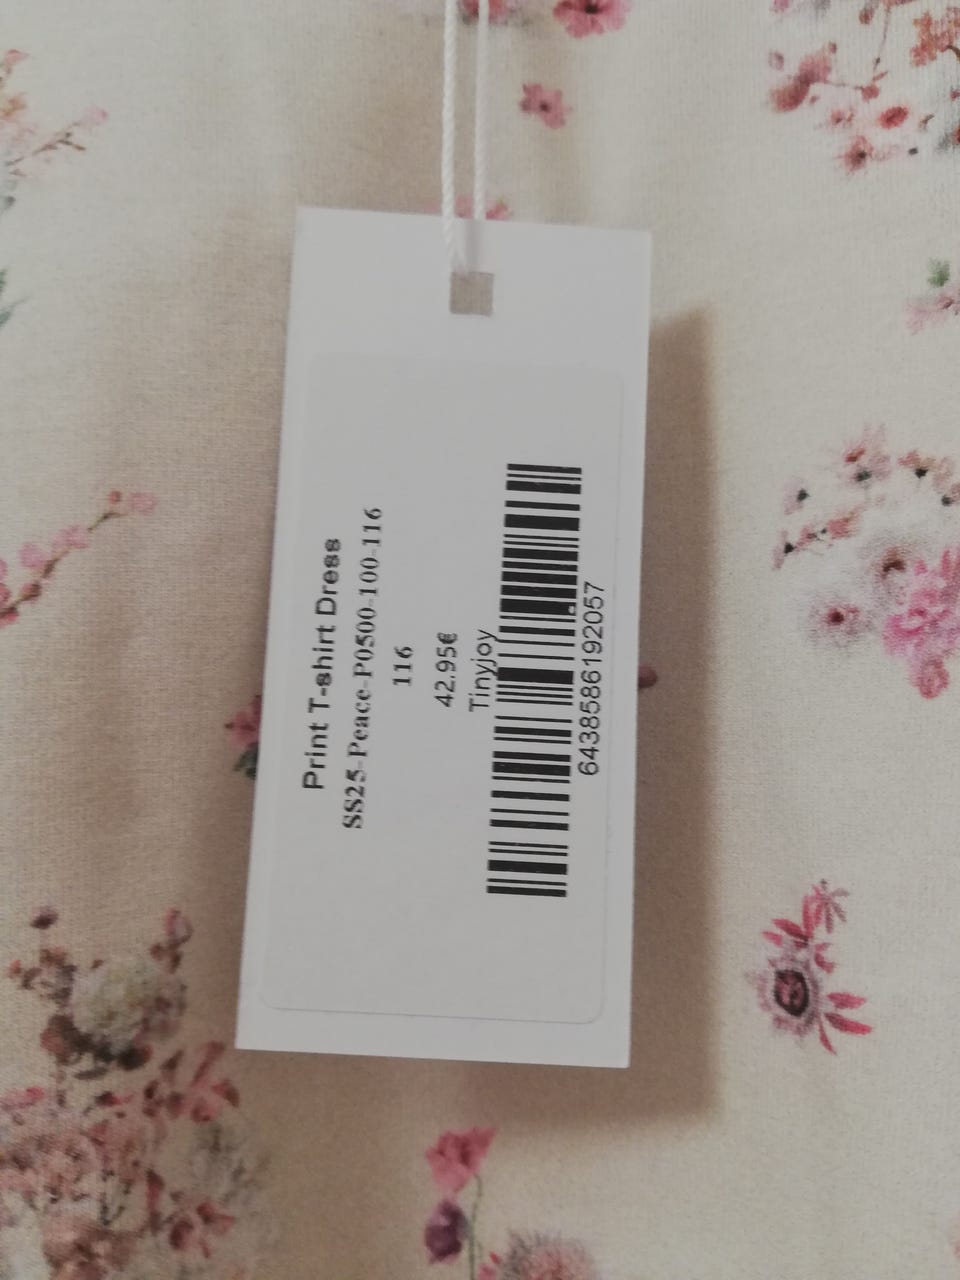 Print T-shirt Dress
SS25-Peace-P0500-100-116
116
42.95€
Tinyjoy
6438586192057